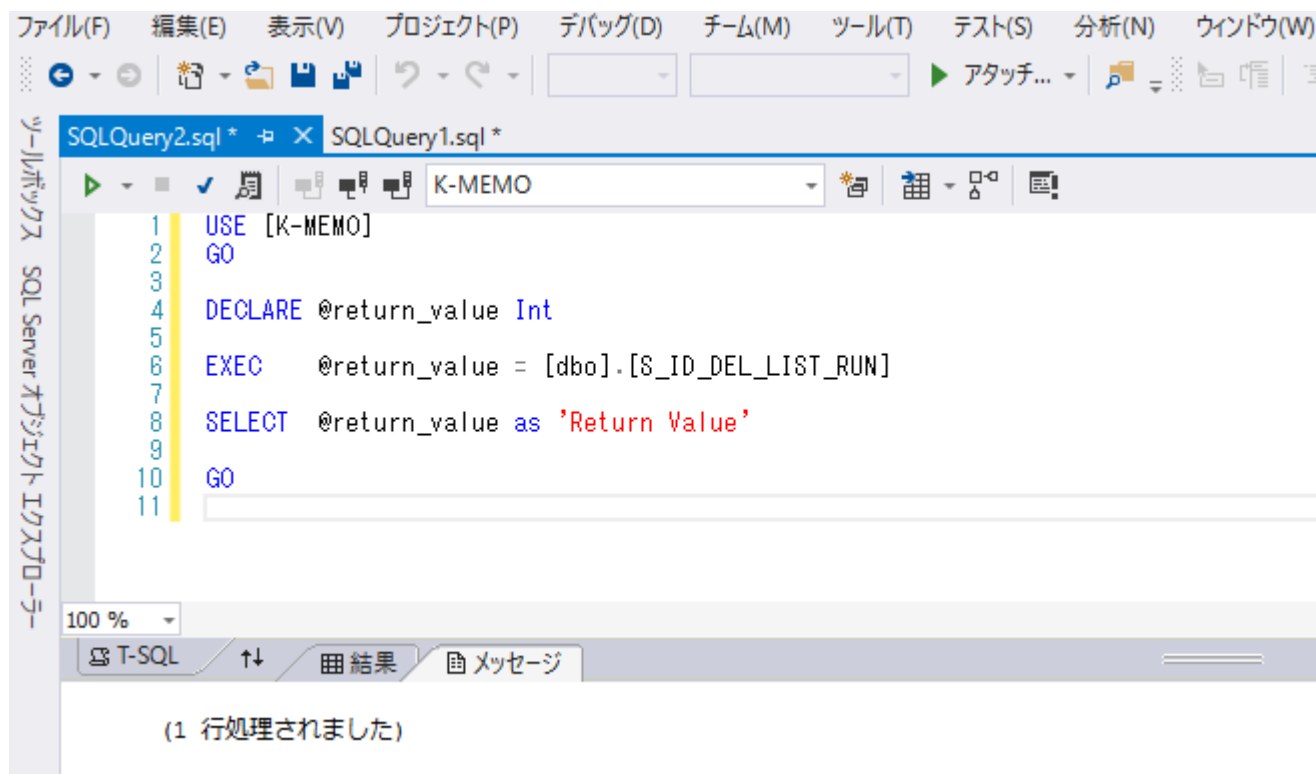 ファイル(F) 編集(E) 表示(V) プロジェクト(P) デバッグ(D) チーム(M) ツール(T) テスト(S) 分析(N) ウィンドウ(W)
アタッチ...
ツールボックス
SQL Server オブジェクト エクスプローラー
SQLQuery2.sql * SQLQuery1.sql *
K-MEMO
1 USE [K-MEMO]
2 GO
3
4 DECLARE @return_value Int
5
6 EXEC @return_value = [dbo].[S_ID_DEL_LIST_RUN]
7
8 SELECT @return_value as 'Return Value'
9
10 GO
11
100 %
T-SQL 結果 メッセージ
(1 行処理されました)